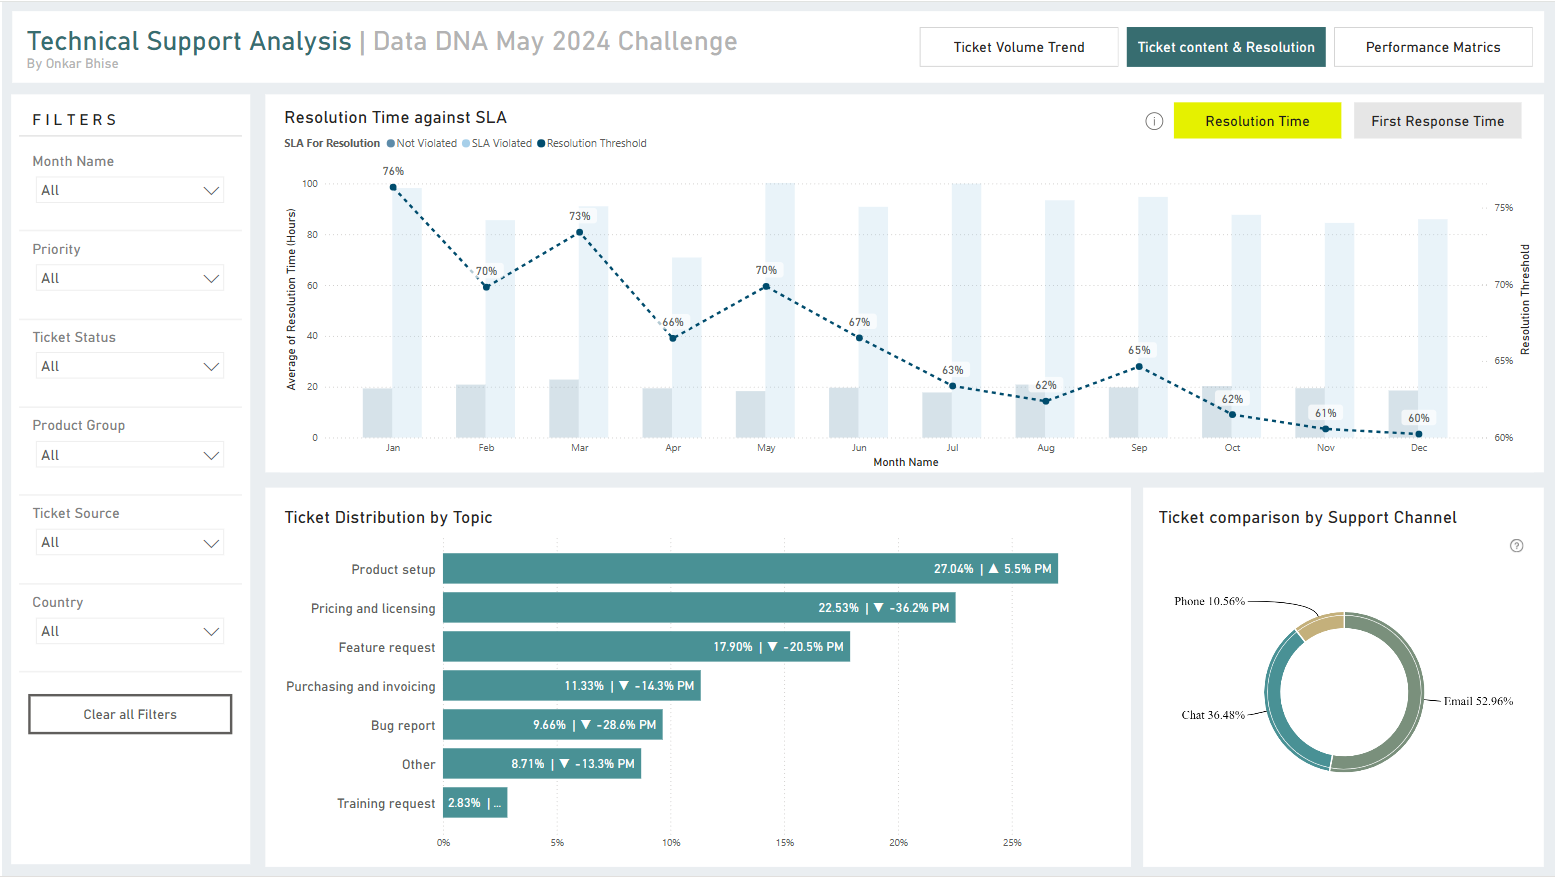 Technical Support Analysis | Data DNA May 2024 Challenge
By Onkar Bhise
Ticket Volume Trend
Ticket content & Resolution
Performance Matrics
FILTERS
Month Name
All
Priority
All
Ticket Status
All
Product Group
All
Ticket Source
All
Country
All
Clear all Filters
Resolution Time against SLA
Resolution Time
First Response Time
SLA For Resolution Not Violated SLA Violated Resolution Threshold
Average of Resolution Time (Hours)
100
80
60
40
20
0
76%
70%
73%
66%
70%
67%
63%
62%
65%
62%
61%
60%
75%
70%
65%
60%
Resolution Threshold
Jan Feb Mar Apr May Jun Jul Aug Sep Oct Nov Dec
Month Name
Ticket Distribution by Topic
Product setup 27.04% | ▲ 5.5% PM
Pricing and licensing 22.53% | ▼ -36.2% PM
Feature request 17.90% | ▼ -20.5% PM
Purchasing and invoicing 11.33% | ▼ -14.3% PM
Bug report 9.66% | ▼ -28.6% PM
Other 8.71% | ▼ -13.3% PM
Training request 2.83% | ...
0% 5% 10% 15% 20% 25%
Ticket comparison by Support Channel
?
Phone 10.56%
Email 52.96%
Chat 36.48%